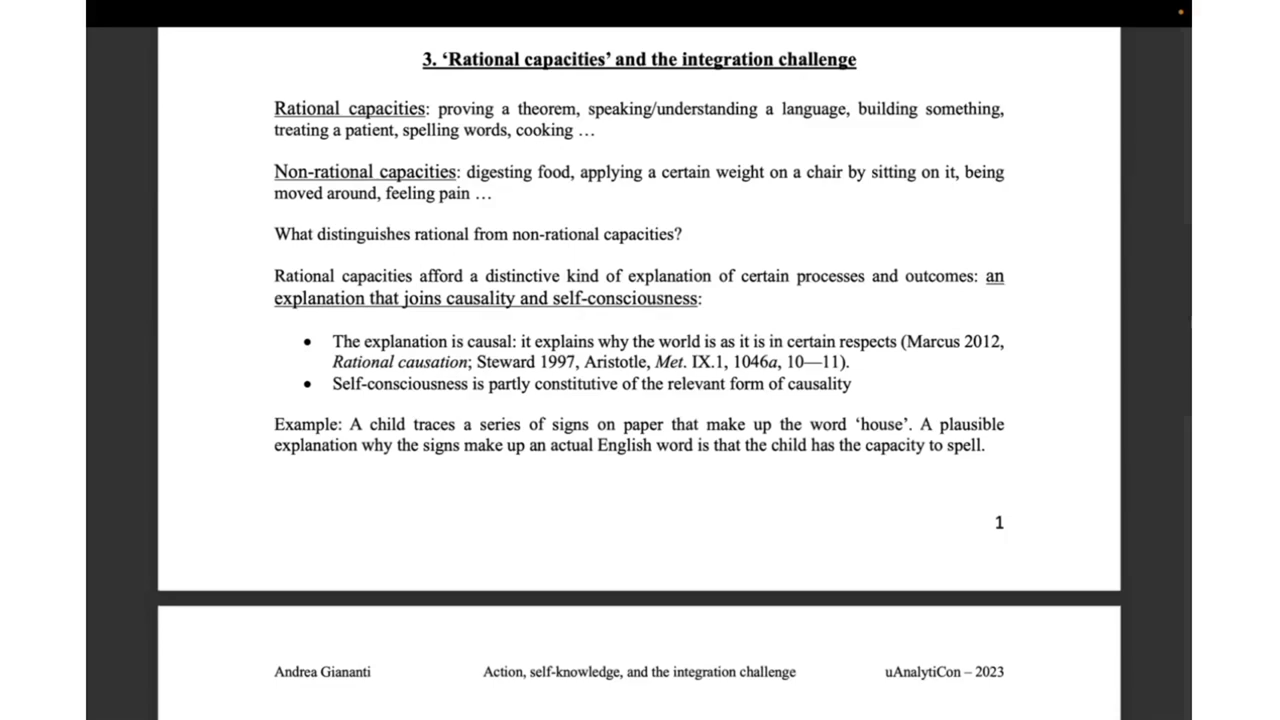 3. ‘Rational capacities’ and the integration challenge
Rational capacities: proving a theorem, speaking/understanding a language, building something,
treating a patient, spelling words, cooking …
Non-rational capacities: digesting food, applying a certain weight on a chair by sitting on it, being
moved around, feeling pain …
What distinguishes rational from non-rational capacities?
Rational capacities afford a distinctive kind of explanation of certain processes and outcomes: an
explanation that joins causality and self-consciousness:
• The explanation is causal: it explains why the world is as it is in certain respects (Marcus 2012,
Rational causation; Steward 1997, Aristotle, Met. IX.1, 1046a, 10—11).
• Self-consciousness is partly constitutive of the relevant form of causality
Example: A child traces a series of signs on paper that make up the word ‘house’. A plausible
explanation why the signs make up an actual English word is that the child has the capacity to spell.
1
Andrea Giananti Action, self-knowledge, and the integration challenge uAnalytiCon – 2023